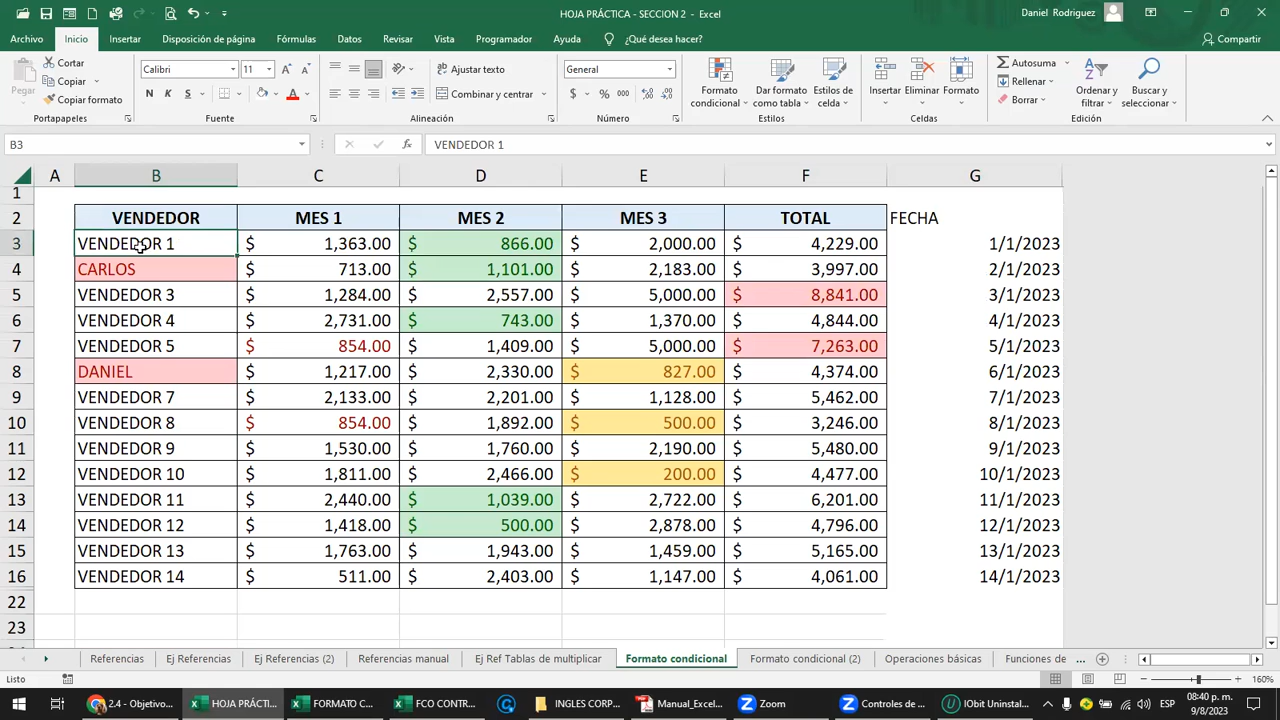 HOJA PRÁCTICA - SECCION 2 - Excel
Daniel Rodriguez
Archivo Inicio Insertar Disposición de página Fórmulas Datos Revisar Vista Programador Ayuda ¿Qué desea hacer? Compartir
Pegar
Cortar
Copiar
Copiar formato
Portapapeles
Calibri 11
N K S
Fuente
Ajustar texto
Combinar y centrar
Alineación
General
$ % 000
Número
Formato condicional
Dar formato como tabla
Estilos de celda
Estilos
Insertar Eliminar Formato
Celdas
Autosuma
Rellenar
Borrar
Ordenar y filtrar
Buscar y seleccionar
Edición
B3 fx VENDEDOR 1
A B C D E F G
1
2 VENDEDOR MES 1 MES 2 MES 3 TOTAL FECHA
3 VENDEDOR 1 $ 1,363.00 $ 866.00 $ 2,000.00 $ 4,229.00 1/1/2023
4 CARLOS $ 713.00 $ 1,101.00 $ 2,183.00 $ 3,997.00 2/1/2023
5 VENDEDOR 3 $ 1,284.00 $ 2,557.00 $ 5,000.00 $ 8,841.00 3/1/2023
6 VENDEDOR 4 $ 2,731.00 $ 743.00 $ 1,370.00 $ 4,844.00 4/1/2023
7 VENDEDOR 5 $ 854.00 $ 1,409.00 $ 5,000.00 $ 7,263.00 5/1/2023
8 DANIEL $ 1,217.00 $ 2,330.00 $ 827.00 $ 4,374.00 6/1/2023
9 VENDEDOR 7 $ 2,133.00 $ 2,201.00 $ 1,128.00 $ 5,462.00 7/1/2023
10 VENDEDOR 8 $ 854.00 $ 1,892.00 $ 500.00 $ 3,246.00 8/1/2023
11 VENDEDOR 9 $ 1,530.00 $ 1,760.00 $ 2,190.00 $ 5,480.00 9/1/2023
12 VENDEDOR 10 $ 1,811.00 $ 2,466.00 $ 200.00 $ 4,477.00 10/1/2023
13 VENDEDOR 11 $ 2,440.00 $ 1,039.00 $ 2,722.00 $ 6,201.00 11/1/2023
14 VENDEDOR 12 $ 1,418.00 $ 500.00 $ 2,878.00 $ 4,796.00 12/1/2023
15 VENDEDOR 13 $ 1,763.00 $ 1,943.00 $ 1,459.00 $ 5,165.00 13/1/2023
16 VENDEDOR 14 $ 511.00 $ 2,403.00 $ 1,147.00 $ 4,061.00 14/1/2023
22
23
Referencias Ej Referencias Ej Referencias (2) Referencias manual Ej Ref Tablas de multiplicar Formato condicional Formato condicional (2) Operaciones básicas Funciones de ...
Listo 160%
2.4 - Objetivo... HOJA PRÁCTI... FORMATO C... FCO CONTR... INGLES CORP... Manual_Excel... Zoom Controles de ... IObit Uninstal... 08:40 p. m.
9/8/2023